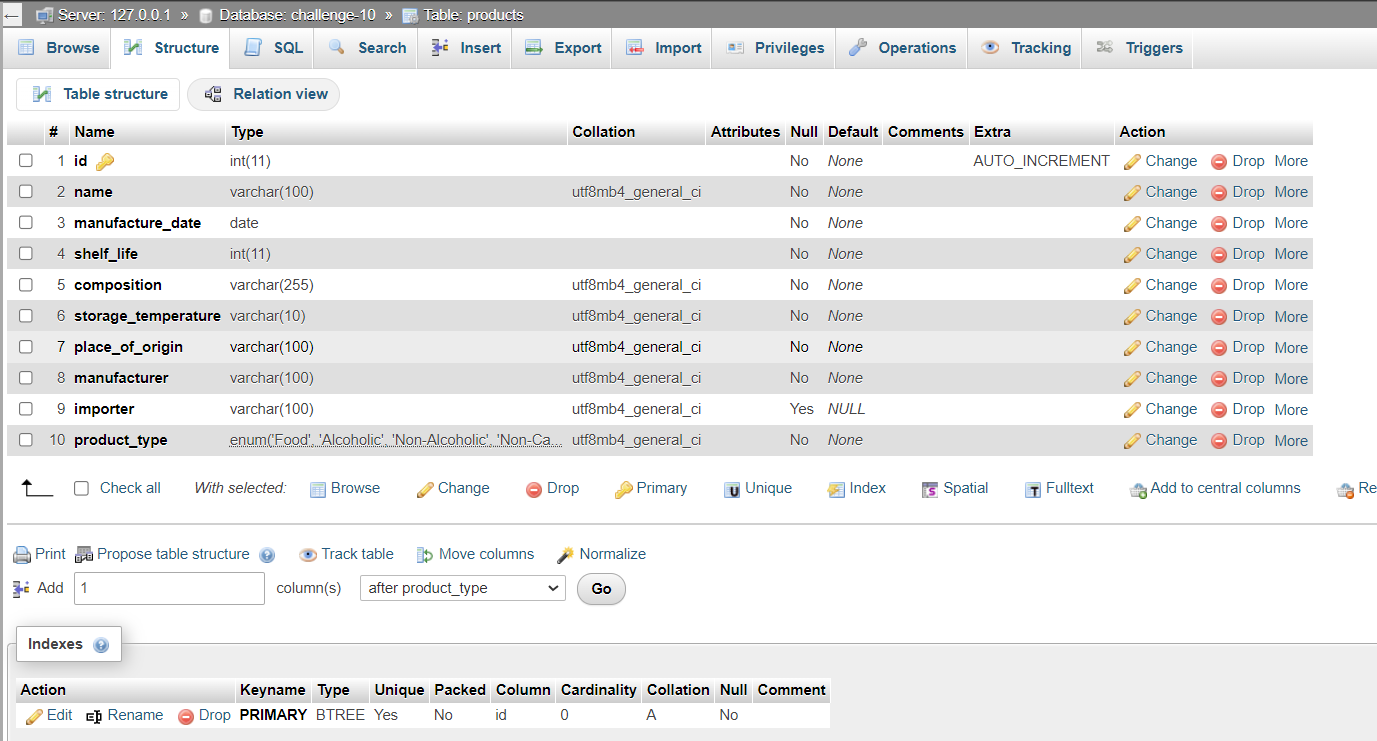 Server: 127.0.0.1 » Database: challenge-10 » Table: products
Browse Structure SQL Search Insert Export Import Privileges Operations Tracking Triggers
Table structure Relation view
# Name Type Collation Attributes Null Default Comments Extra Action
1 id int(11) No None AUTO_INCREMENT Change Drop More
2 name varchar(100) utf8mb4_general_ci No None Change Drop More
3 manufacture_date date No None Change Drop More
4 shelf_life int(11) No None Change Drop More
5 composition varchar(255) utf8mb4_general_ci No None Change Drop More
6 storage_temperature varchar(10) utf8mb4_general_ci No None Change Drop More
7 place_of_origin varchar(100) utf8mb4_general_ci No None Change Drop More
8 manufacturer varchar(100) utf8mb4_general_ci No None Change Drop More
9 importer varchar(100) utf8mb4_general_ci Yes NULL Change Drop More
10 product_type enum('Food', 'Alcoholic', 'Non-Alcoholic', 'Non-Ca... utf8mb4_general_ci No None Change Drop More
Check all With selected: Browse Change Drop Primary Unique Index Spatial Fulltext Add to central columns Re
Print Propose table structure Track table Move columns Normalize
Add 1 column(s) after product_type Go
Indexes
Action Keyname Type Unique Packed Column Cardinality Collation Null Comment
Edit Rename Drop PRIMARY BTREE Yes No id 0 A No